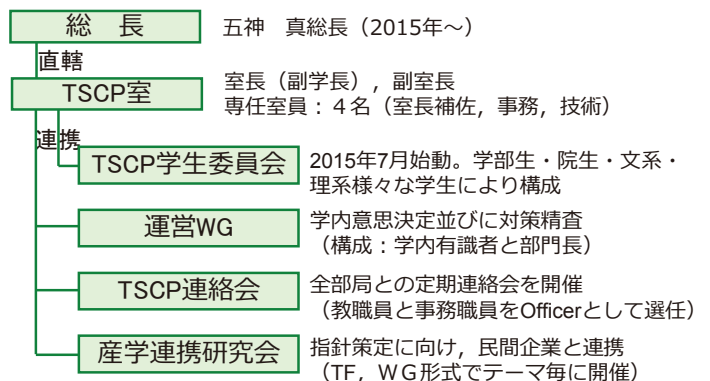 総　長
五神　真総長（2015年～）
直轄
TSCP室
室長（副学長），副室長
専任室員：４名（室長補佐，事務，技術）
連携
TSCP学生委員会
2015年7月始動。学部生・院生・文系・
理系様々な学生により構成
運営WG
学内意思決定並びに対策精査
（構成：学内有識者と部門長）
TSCP連絡会
全部局との定期連絡会を開催
（教職員と事務職員をOfficerとして選任）
産学連携研究会
指針策定に向け，民間企業と連携
（TF，ＷＧ形式でテーマ毎に開催）